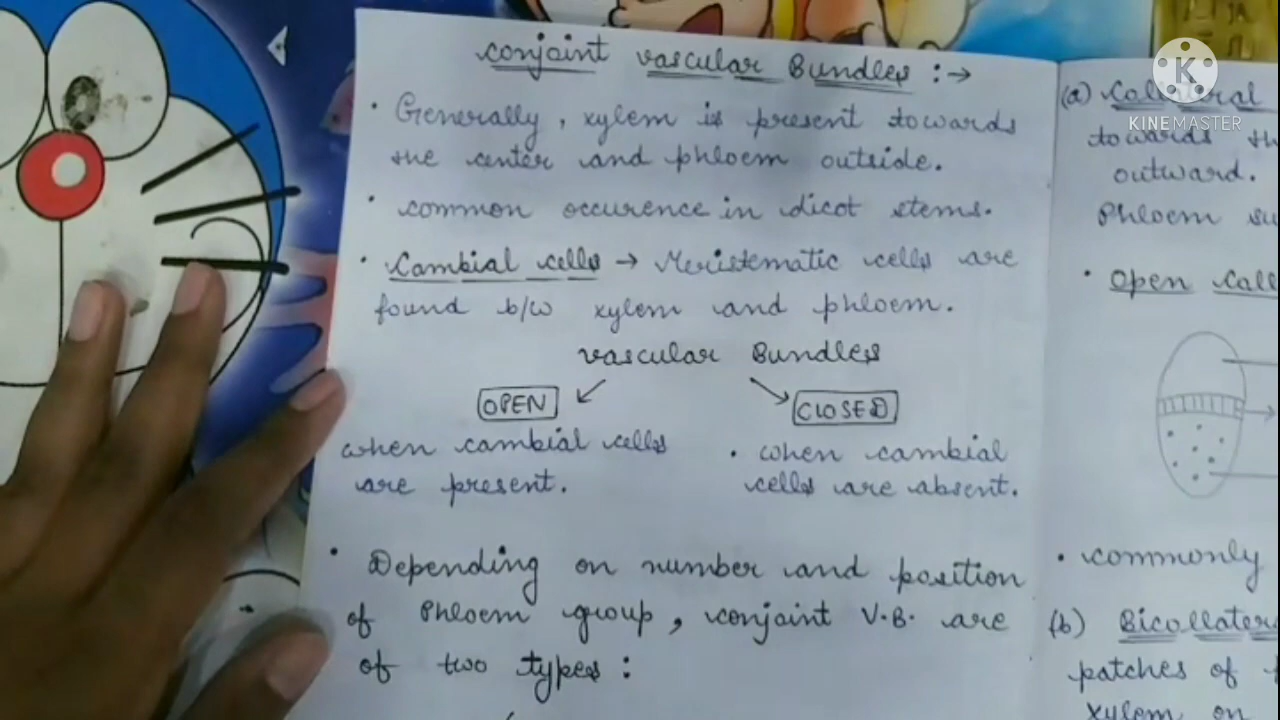 conjoint vascular Bundles :→
• Generally, xylem is present towards
the center and phloem outside.
• common occurence in dicot stems.
• Cambial cells → Meristematic cells are
found b/w xylem and phloem.
vascular Bundles
OPEN
CLOSED
when cambial cells
are present.
• when cambial
cells are absent.
• Depending on number and position
of Phloem group, conjoint V.B. are
of two types :
(a)
towards
outward.
Phloem
• Open
• commonly
(b)
patches of
xylem on
K
KINEMASTER